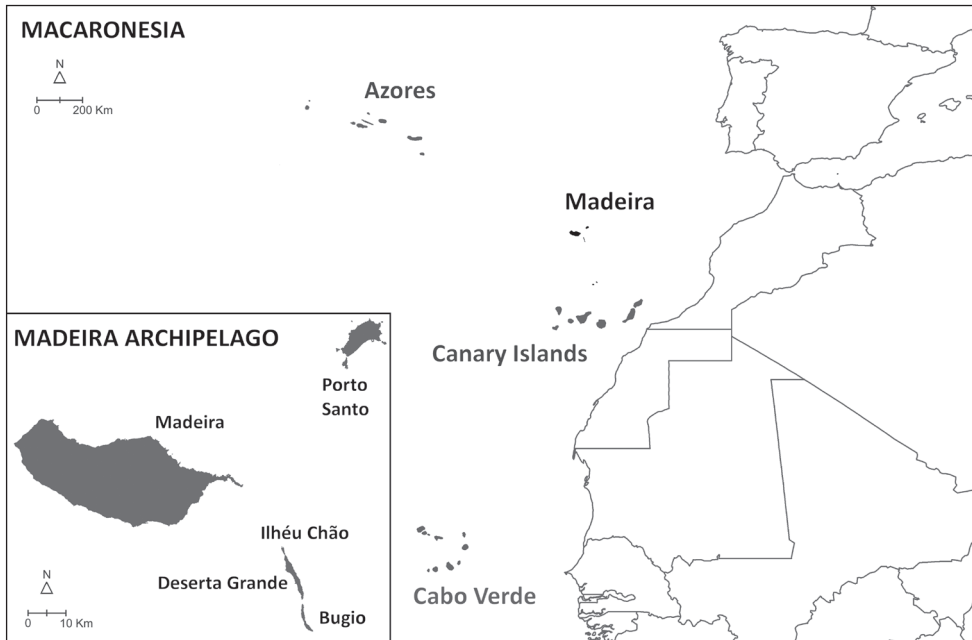 MACARONESIA
N
0 200 Km
Azores
Madeira
Canary Islands
Cabo Verde
MADEIRA ARCHIPELAGO
Porto
Santo
Madeira
Ilhéu Chão
Deserta Grande
Bugio
N
0 10 Km